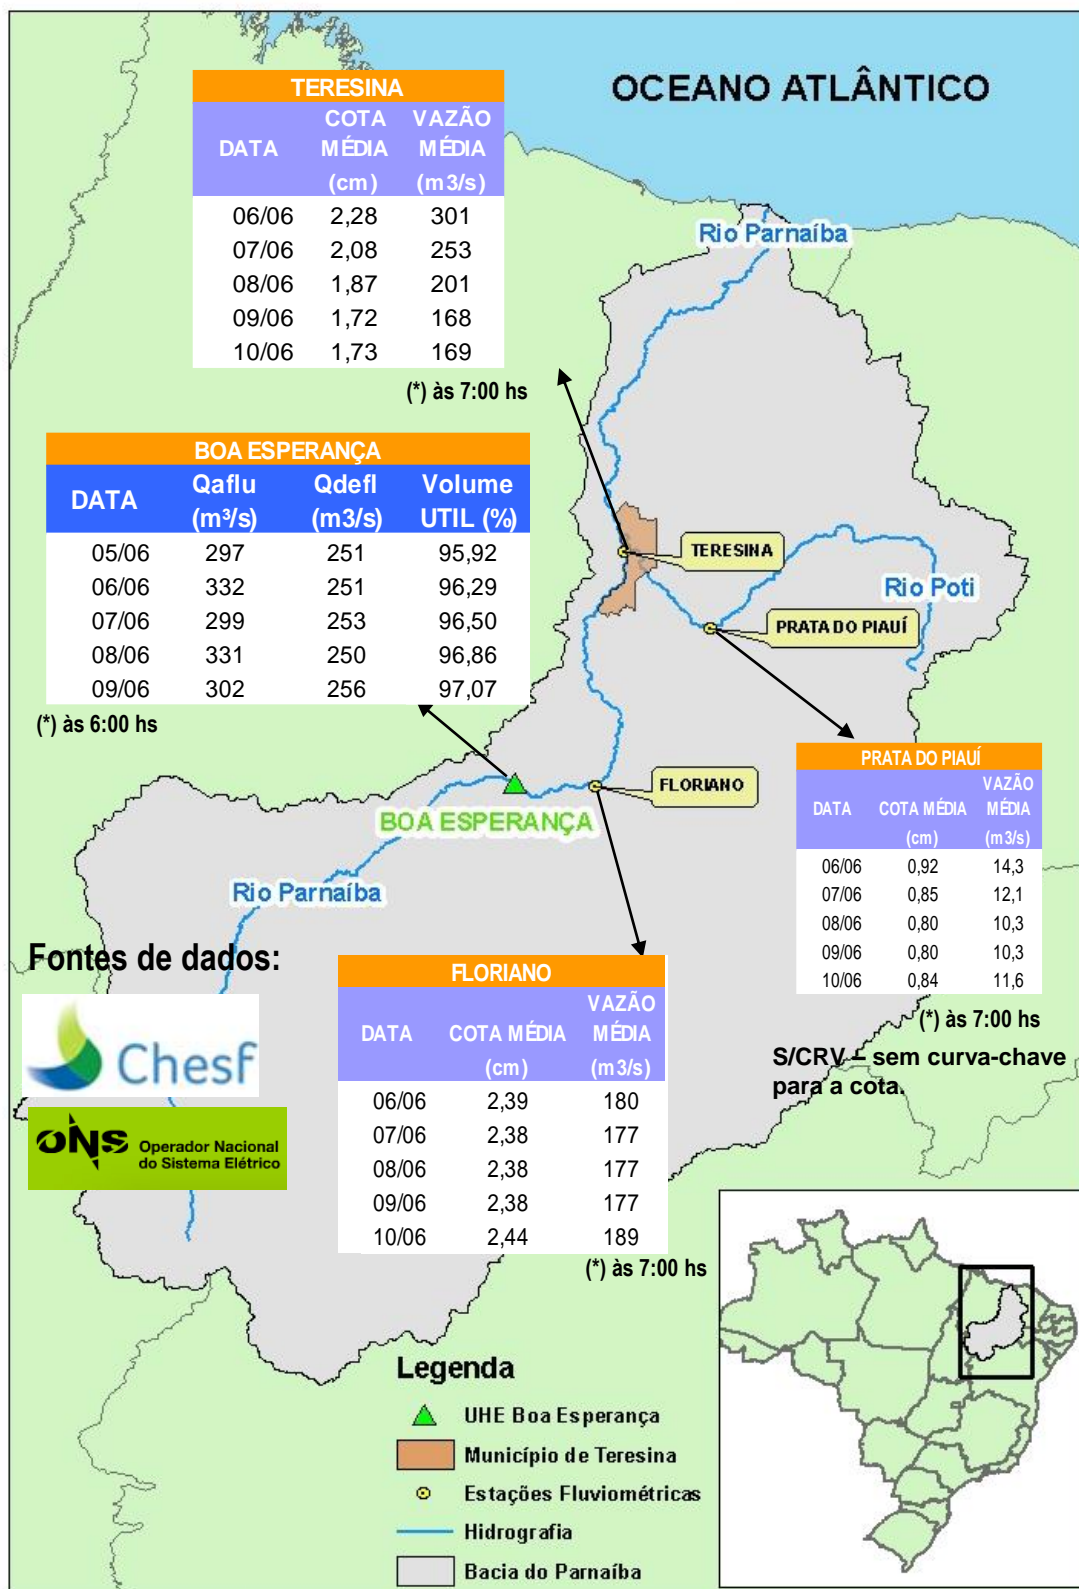 OCEANO ATLÂNTICO
TERESINA
DATA COTA MÉDIA (cm) VAZÃO MÉDIA (m3/s)
06/06 2,28 301
07/06 2,08 253
08/06 1,87 201
09/06 1,72 168
10/06 1,73 169
(*) às 7:00 hs
Rio Parnaíba
BOA ESPERANÇA
DATA Qaflu (m³/s) Qdefl (m3/s) Volume UTIL (%)
05/06 297 251 95,92
06/06 332 251 96,29
07/06 299 253 96,50
08/06 331 250 96,86
09/06 302 256 97,07
(*) às 6:00 hs
TERESINA
Rio Poti
PRATA DO PIAUÍ
FLORIANO
BOA ESPERANÇA
Rio Parnaíba
PRATA DO PIAUÍ
DATA COTA MÉDIA (cm) VAZÃO MÉDIA (m3/s)
06/06 0,92 14,3
07/06 0,85 12,1
08/06 0,80 10,3
09/06 0,80 10,3
10/06 0,84 11,6
(*) às 7:00 hs
S/CRV – sem curva-chave
para a cota.
Fontes de dados:
Chesf
ONS Operador Nacional
do Sistema Elétrico
FLORIANO
DATA COTA MÉDIA (cm) VAZÃO MÉDIA (m3/s)
06/06 2,39 180
07/06 2,38 177
08/06 2,38 177
09/06 2,38 177
10/06 2,44 189
(*) às 7:00 hs
Legenda
UHE Boa Esperança
Município de Teresina
Estações Fluviométricas
Hidrografia
Bacia do Parnaíba